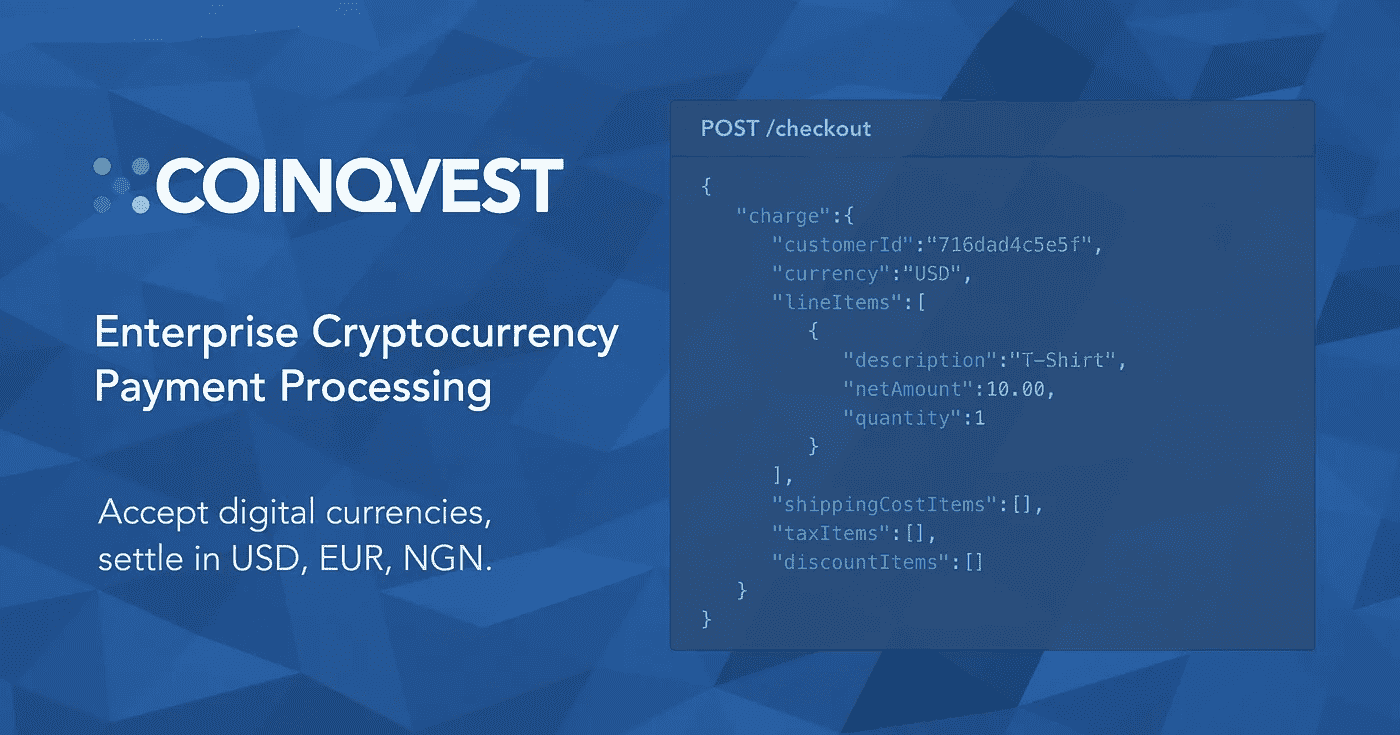 COINQVEST
Enterprise Cryptocurrency
Payment Processing
Accept digital currencies,
settle in USD, EUR, NGN.
POST /checkout
{
"charge":{
"customerId":"716dad4c5e5f",
"currency":"USD",
"lineItems":[
{
"description":"T-Shirt",
"netAmount":10.00,
"quantity":1
}
],
"shippingCostItems":[],
"taxItems":[],
"discountItems":[]
}
}